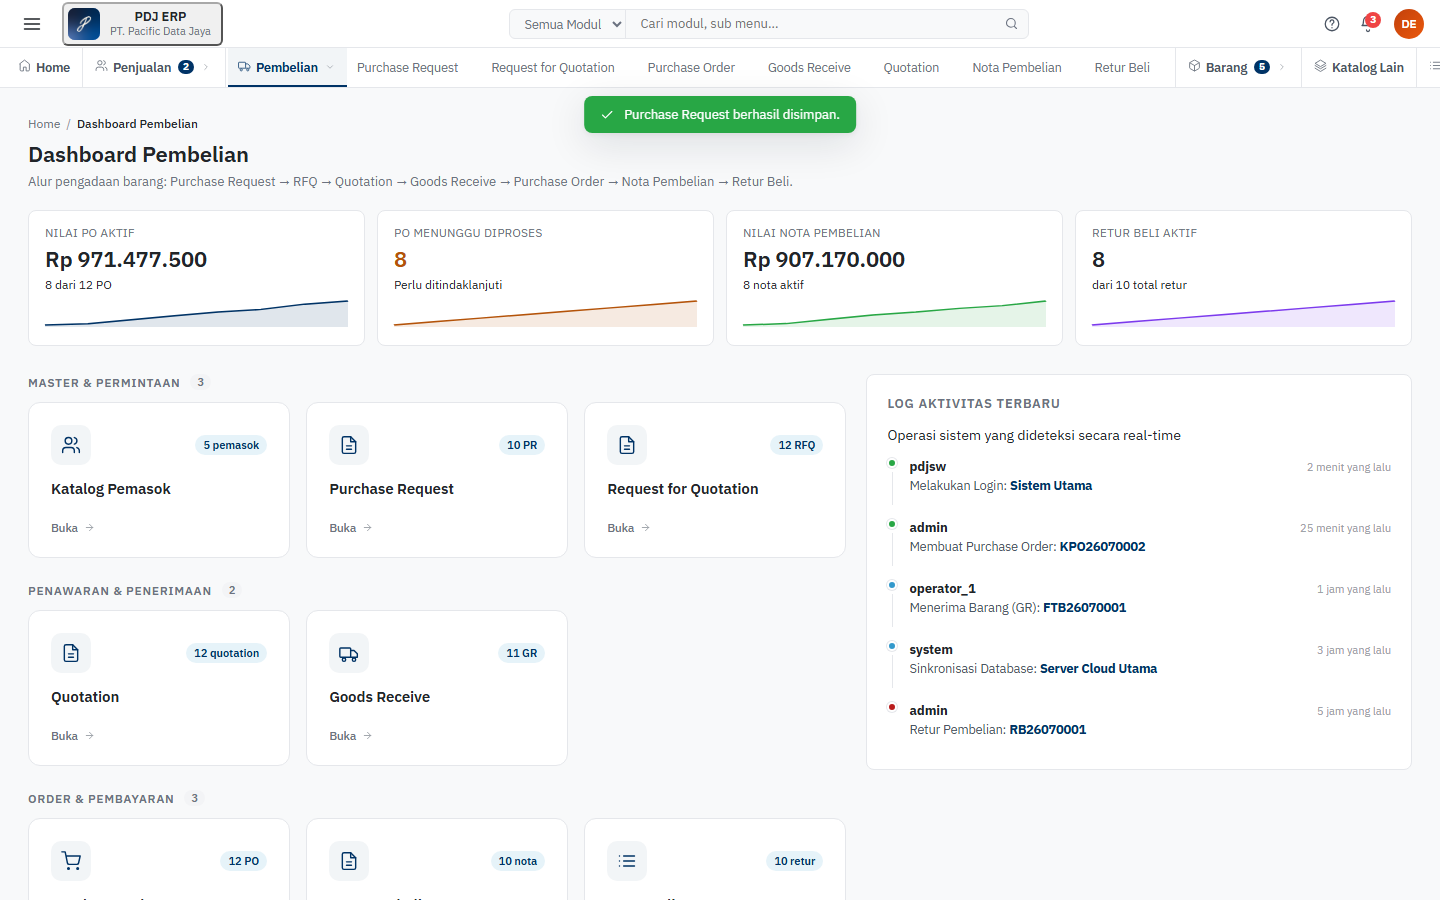 PDJ ERP
PT. Pacific Data Jaya
Semua Modul
Cari modul, sub menu...
3
DE
Home
Penjualan 2
Pembelian
Purchase Request
Request for Quotation
Purchase Order
Goods Receive
Quotation
Nota Pembelian
Retur Beli
Barang 5
Katalog Lain
Purchase Request berhasil disimpan.
Home / Dashboard Pembelian
Dashboard Pembelian
Alur pengadaan barang: Purchase Request → RFQ → Quotation → Goods Receive → Purchase Order → Nota Pembelian → Retur Beli.
NILAI PO AKTIF
Rp 971.477.500
8 dari 12 PO
PO MENUNGGU DIPROSES
8
Perlu ditindaklanjuti
NILAI NOTA PEMBELIAN
Rp 907.170.000
8 nota aktif
RETUR BELI AKTIF
8
dari 10 total retur
MASTER & PERMINTAAN 3
5 pemasok
Katalog Pemasok
Buka →
10 PR
Purchase Request
Buka →
12 RFQ
Request for Quotation
Buka →
PENAWARAN & PENERIMAAN 2
12 quotation
Quotation
Buka →
11 GR
Goods Receive
Buka →
ORDER & PEMBAYARAN 3
12 PO
10 nota
10 retur
LOG AKTIVITAS TERBARU
Operasi sistem yang dideteksi secara real-time
pdjsw 2 menit yang lalu
Melakukan Login: Sistem Utama
admin 25 menit yang lalu
Membuat Purchase Order: KPO26070002
operator_1 1 jam yang lalu
Menerima Barang (GR): FTB26070001
system 3 jam yang lalu
Sinkronisasi Database: Server Cloud Utama
admin 5 jam yang lalu
Retur Pembelian: RB26070001